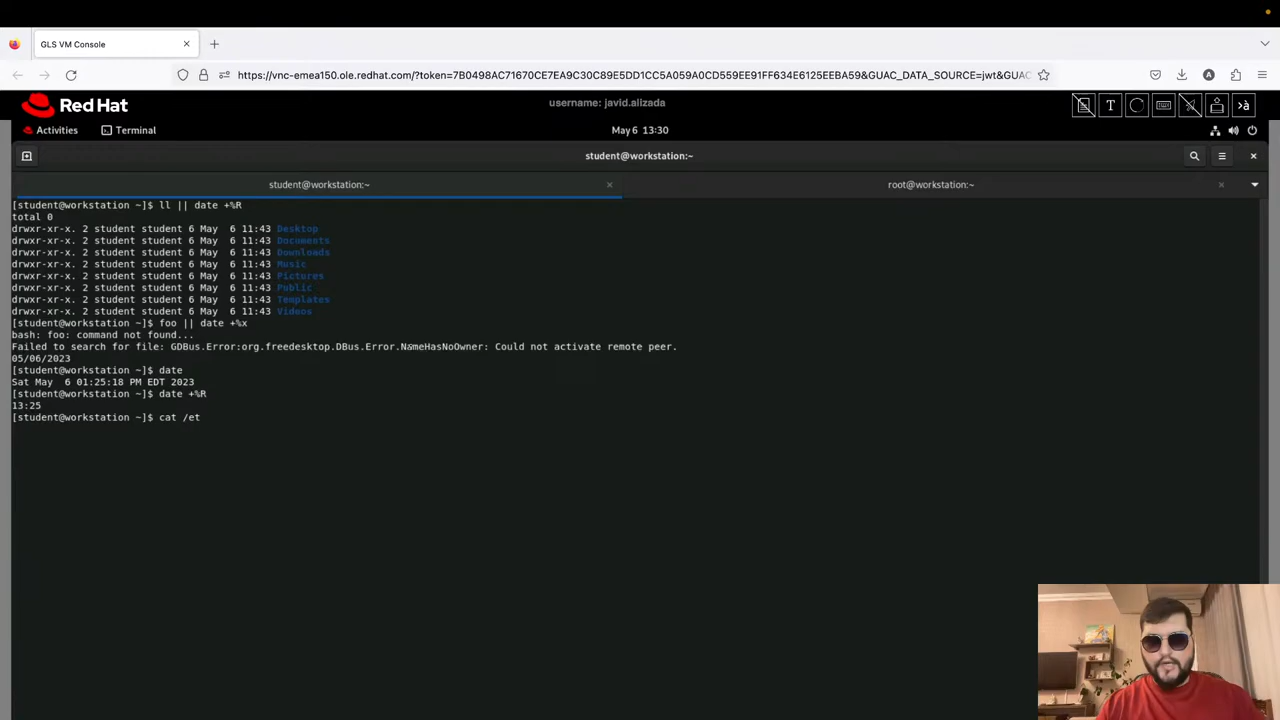 GLS VM Console
https://vnc-emea150.ole.redhat.com/?token=7B0498AC71670CE7EA9C30C89E5DD1CC5A059A0CD559EE91FF634E6125EEBA59&GUAC_DATA_SOURCE=jwt&GUAC
A
Red Hat
username: javid.alizada
T
>à
Activities
Terminal
May 6 13:30
student@workstation:~
student@workstation:~
root@workstation:~
[student@workstation ~]$ ll || date +%R
total 0
drwxr-xr-x. 2 student student 6 May  6 11:43 Desktop
drwxr-xr-x. 2 student student 6 May  6 11:43 Documents
drwxr-xr-x. 2 student student 6 May  6 11:43 Downloads
drwxr-xr-x. 2 student student 6 May  6 11:43 Music
drwxr-xr-x. 2 student student 6 May  6 11:43 Pictures
drwxr-xr-x. 2 student student 6 May  6 11:43 Public
drwxr-xr-x. 2 student student 6 May  6 11:43 Templates
drwxr-xr-x. 2 student student 6 May  6 11:43 Videos
[student@workstation ~]$ foo || date +%x
bash: foo: command not found...
Failed to search for file: GDBus.Error:org.freedesktop.DBus.Error.N&meHasNoOwner: Could not activate remote peer.
05/06/2023
[student@workstation ~]$ date
Sat May  6 01:25:18 PM EDT 2023
[student@workstation ~]$ date +%R
13:25
[student@workstation ~]$ cat /et